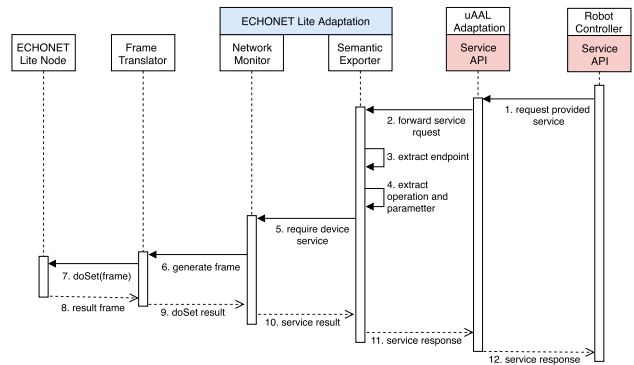 ECHONET Lite Adaptation
uAAL
Adaptation
Robot
Controller
ECHONET
Lite Node
Frame
Translator
Network
Monitor
Semantic
Exporter
Service
API
Service
API
1. request provided
service
2. forward service
rquest
3. extract endpoint
4. extract
operation and
parametter
5. require device
service
6. generate frame
7. doSet(frame)
8. result frame
9. doSet result
10. service result
11. service response
12. service response